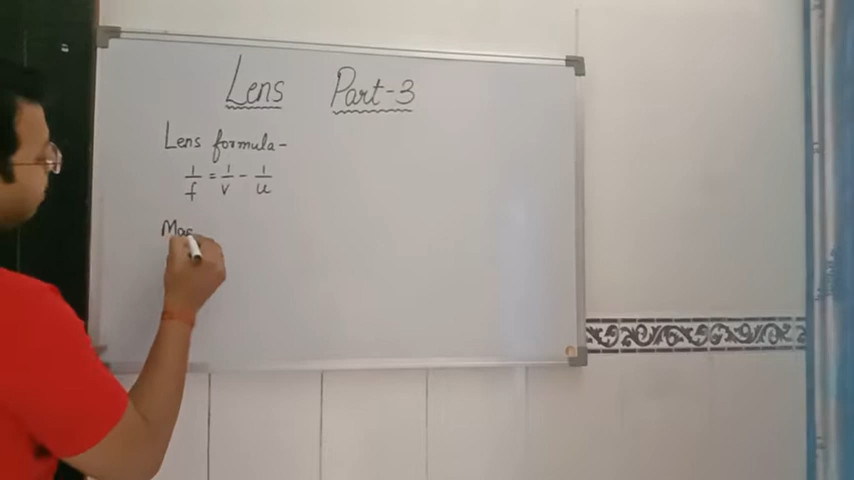 Lens Part-3
Lens formula-
1/f = 1/v - 1/u